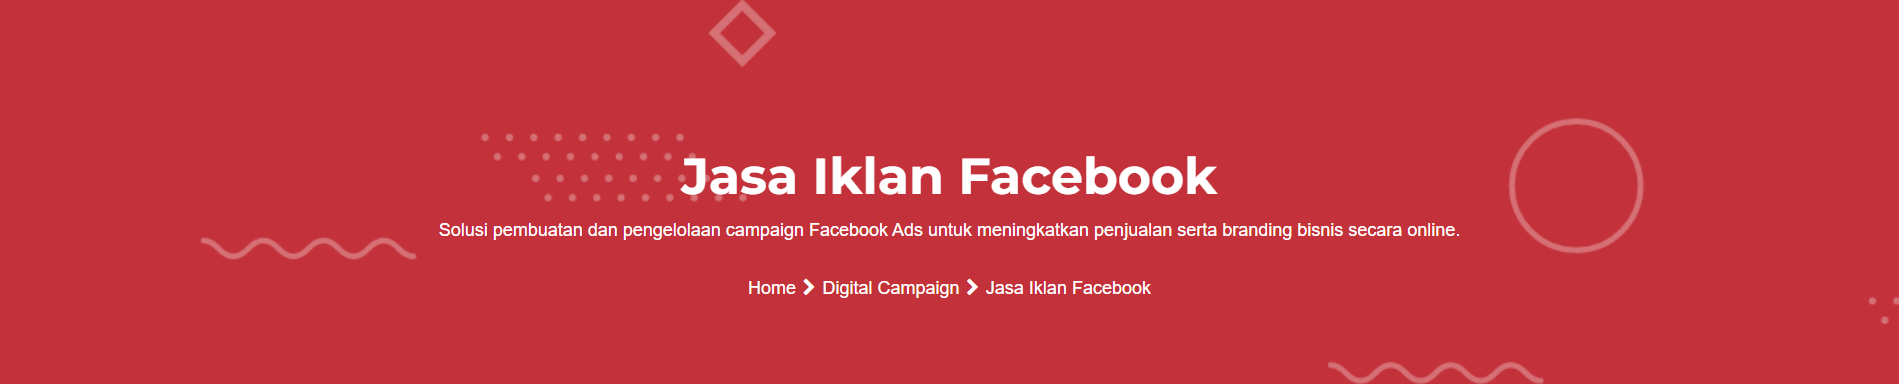 Jasa Iklan Facebook
Solusi pembuatan dan pengelolaan campaign Facebook Ads untuk meningkatkan penjualan serta branding bisnis secara online.
Home Digital Campaign Jasa Iklan Facebook